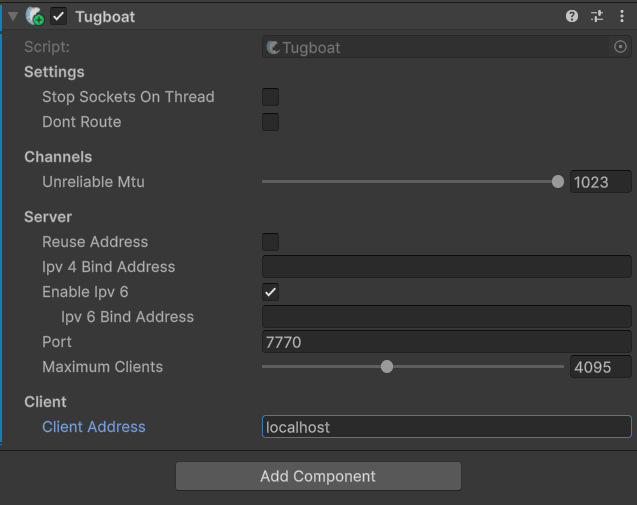 Tugboat
Script: Tugboat
Settings
Stop Sockets On Thread
Dont Route
Channels
Unreliable Mtu 1023
Server
Reuse Address
Ipv 4 Bind Address
Enable Ipv 6
Ipv 6 Bind Address
Port 7770
Maximum Clients 4095
Client
Client Address localhost
Add Component